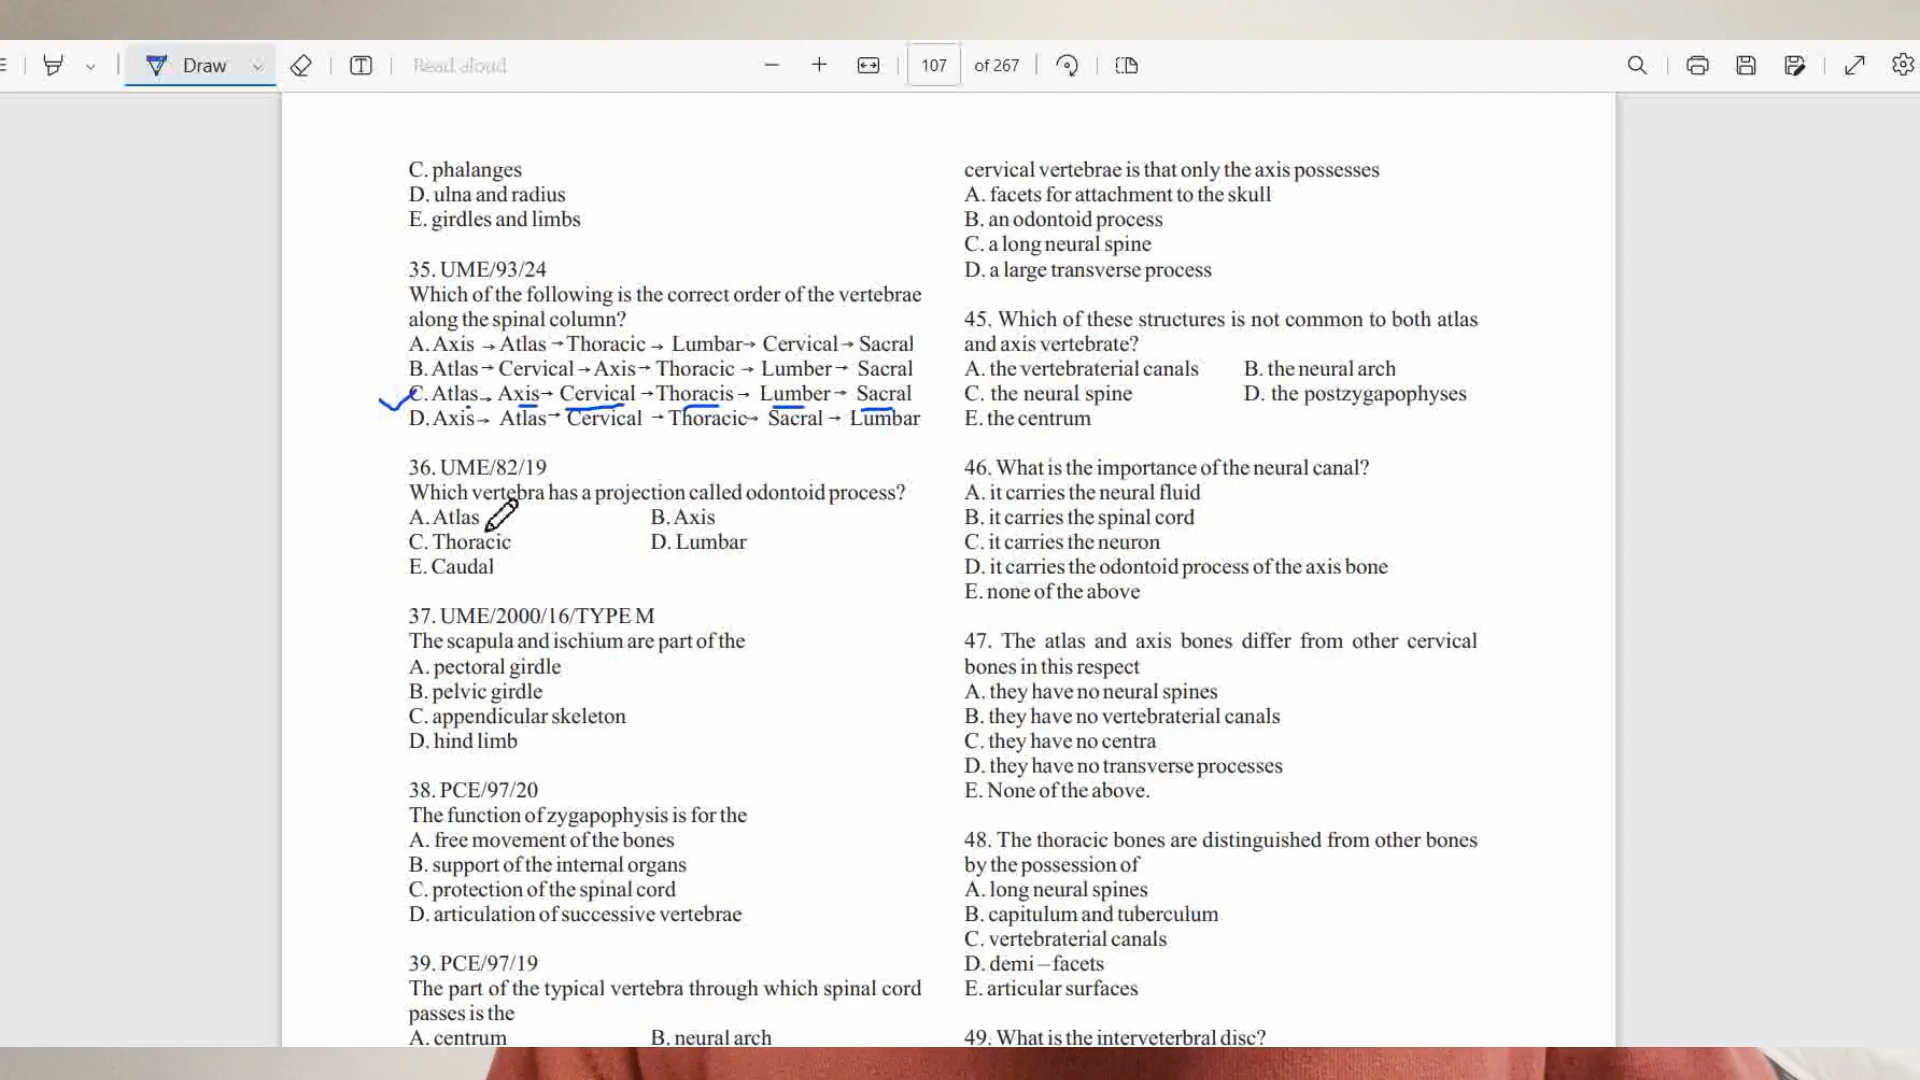 Draw
Read aloud
107 of 267
C. phalanges
D. ulna and radius
E. girdles and limbs
35. UME/93/24
Which of the following is the correct order of the vertebrae
along the spinal column?
A. Axis → Atlas → Thoracic → Lumbar → Cervical → Sacral
B. Atlas → Cervical → Axis → Thoracic → Lumber → Sacral
C. Atlas → Axis → Cervical → Thoracis → Lumber → Sacral
D. Axis → Atlas → Cervical → Thoracic → Sacral → Lumbar
36. UME/82/19
Which vertebra has a projection called odontoid process?
A. Atlas B. Axis
C. Thoracic D. Lumbar
E. Caudal
37. UME/2000/16/TYPE M
The scapula and ischium are part of the
A. pectoral girdle
B. pelvic girdle
C. appendicular skeleton
D. hind limb
38. PCE/97/20
The function of zygapophysis is for the
A. free movement of the bones
B. support of the internal organs
C. protection of the spinal cord
D. articulation of successive vertebrae
39. PCE/97/19
The part of the typical vertebra through which spinal cord
passes is the
A. centrum B. neural arch
cervical vertebrae is that only the axis possesses
A. facets for attachment to the skull
B. an odontoid process
C. a long neural spine
D. a large transverse process
45. Which of these structures is not common to both atlas
and axis vertebrate?
A. the vertebraterial canals B. the neural arch
C. the neural spine D. the postzygapophyses
E. the centrum
46. What is the importance of the neural canal?
A. it carries the neural fluid
B. it carries the spinal cord
C. it carries the neuron
D. it carries the odontoid process of the axis bone
E. none of the above
47. The atlas and axis bones differ from other cervical
bones in this respect
A. they have no neural spines
B. they have no vertebraterial canals
C. they have no centra
D. they have no transverse processes
E. None of the above.
48. The thoracic bones are distinguished from other bones
by the possession of
A. long neural spines
B. capitulum and tuberculum
C. vertebraterial canals
D. demi – facets
E. articular surfaces
49. What is the interveterbral disc?